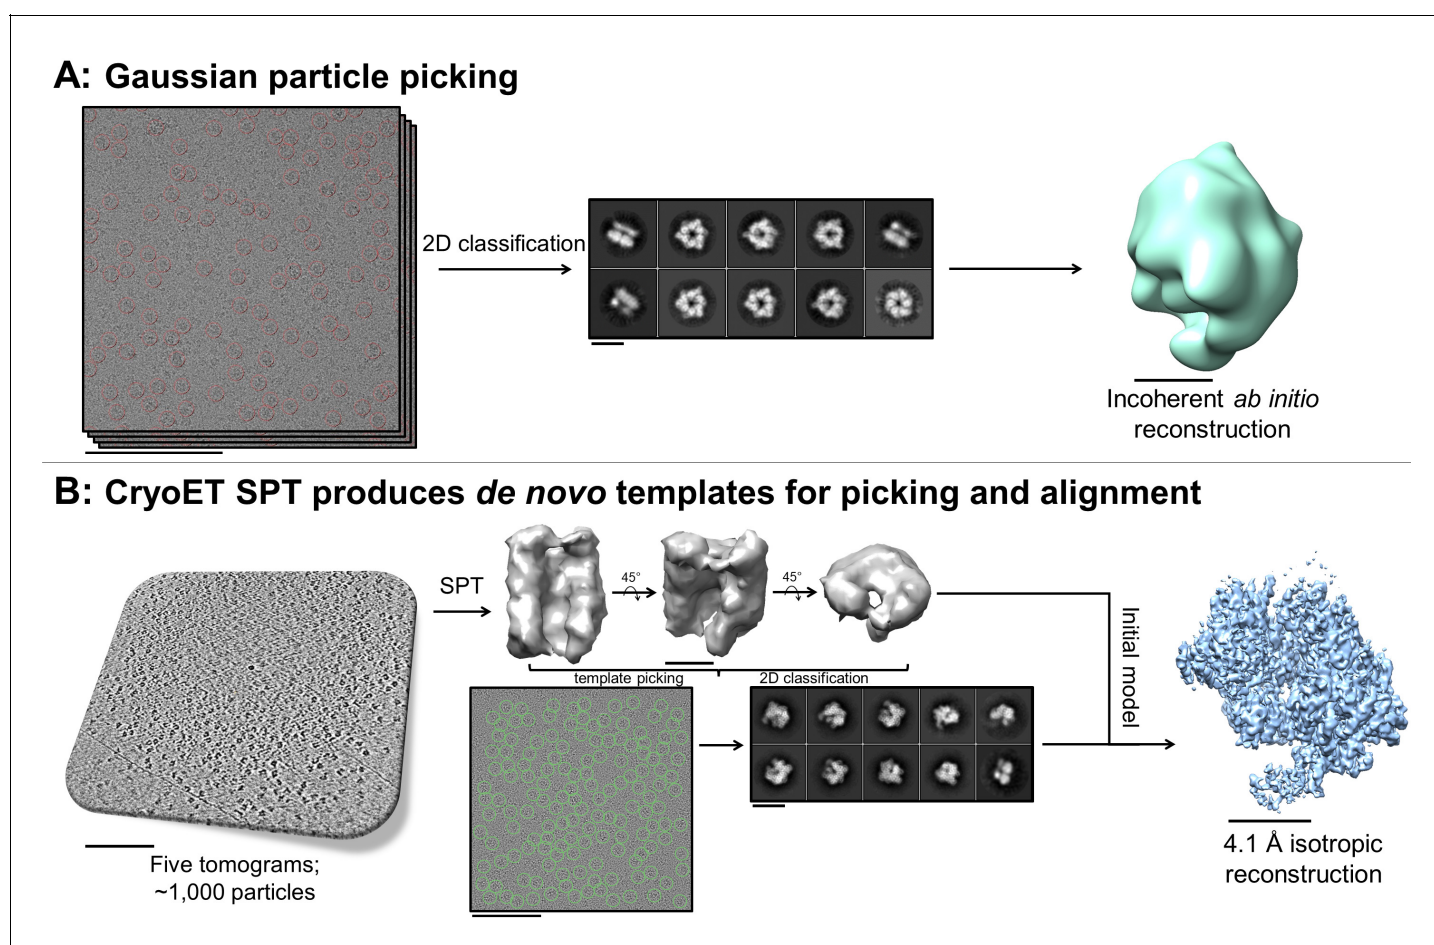 A: Gaussian particle picking
2D classification
Incoherent ab initio
reconstruction
B: CryoET SPT produces de novo templates for picking and alignment
SPT
45°
45°
Initial model
template picking
2D classification
Five tomograms;
~1,000 particles
4.1 Å isotropic
reconstruction